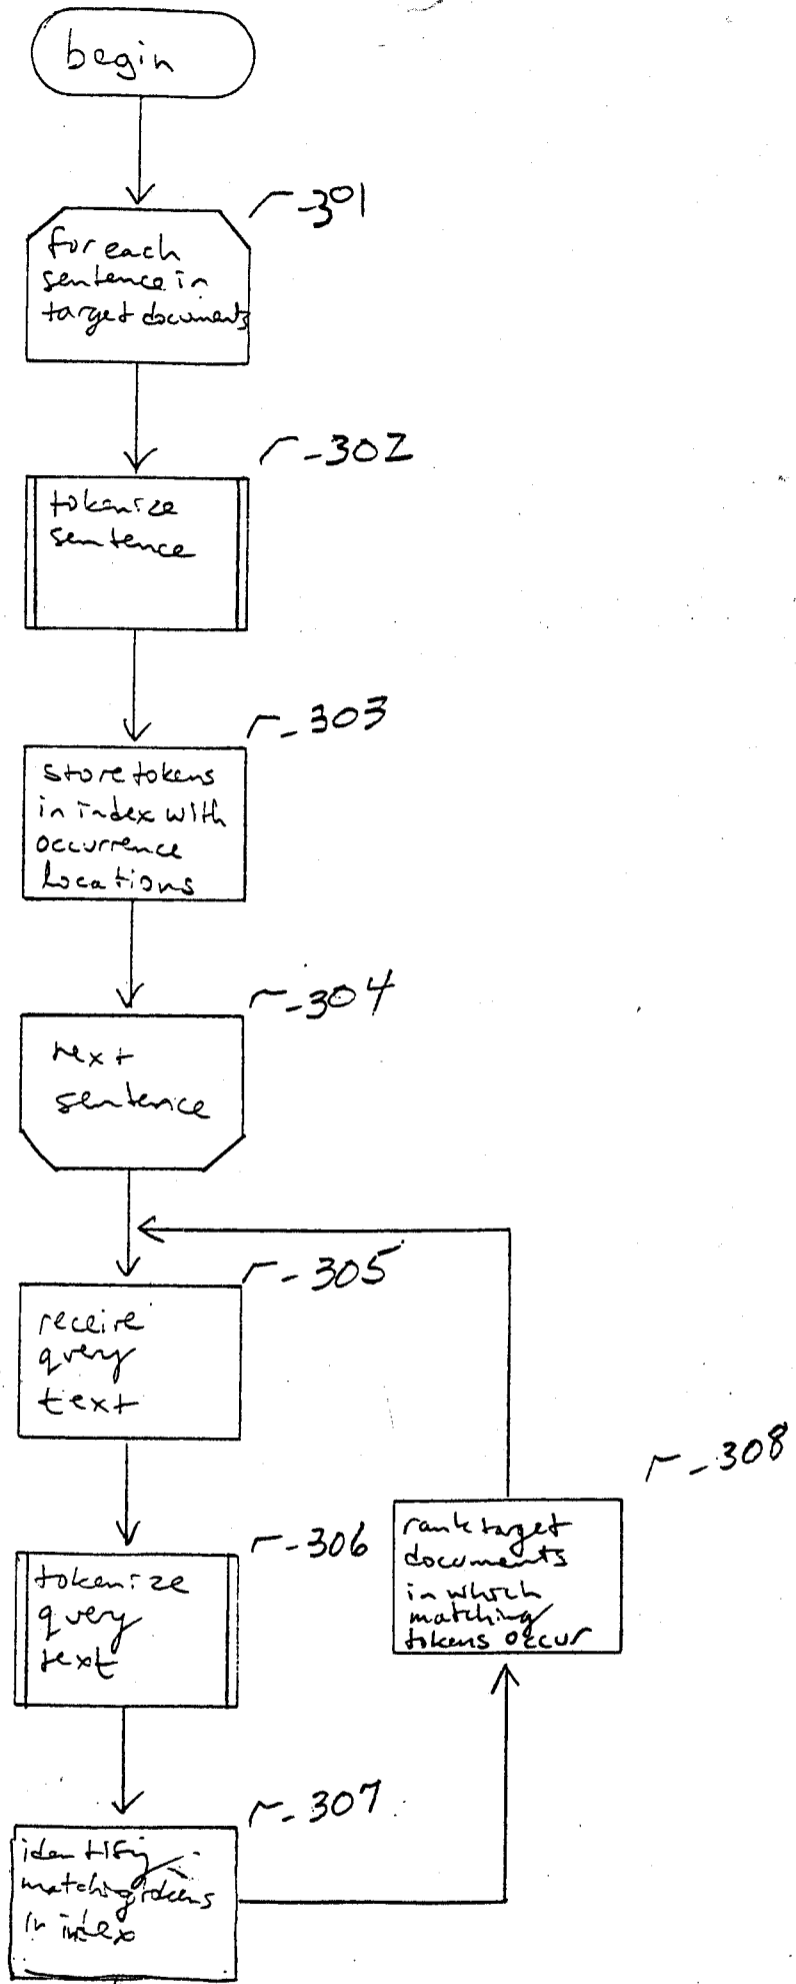 begin
301
for each
sentence in
target documents
302
tokenize
sentence
303
store tokens
in index with
occurrence
locations
304
next
sentence
305
receive
query
text
306
tokenize
query
text
307
identify
matching tokens
in index
308
rank target
documents
in which
matching
tokens occur